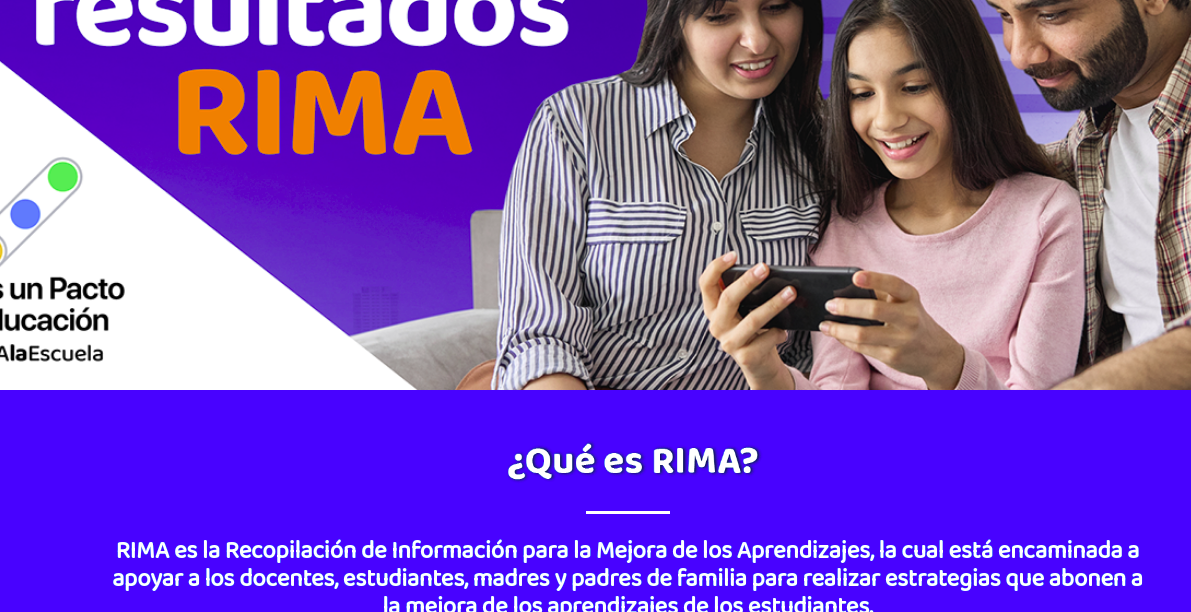 resultados
RIMA
un Pacto
AlaEscuela
¿Qué es RIMA?
RIMA es la Recopilación de Información para la Mejora de los Aprendizajes, la cual está encaminada a
apoyar a los docentes, estudiantes, madres y padres de familia para realizar estrategias que abonen a
la mejora de los aprendizajes de los estudiantes.